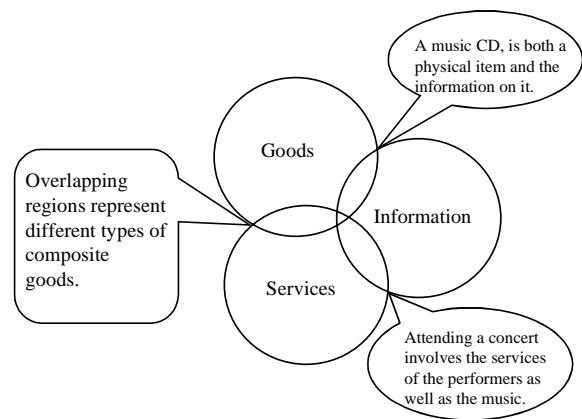 A music CD, is both a
physical item and the
information on it.
Goods
Overlapping
regions represent
different types of
composite
goods.
Information
Services
Attending a concert
involves the services
of the performers as
well as the music.